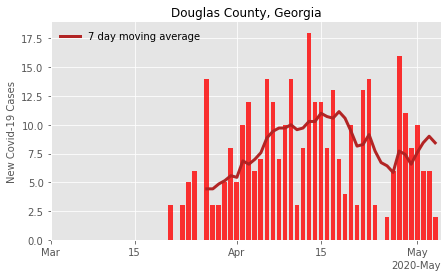 Douglas County, Georgia
7 day moving average
New Covid-19 Cases
17.5
15.0
12.5
10.0
7.5
5.0
2.5
0.0
Mar 15 Apr 15 May
2020-May